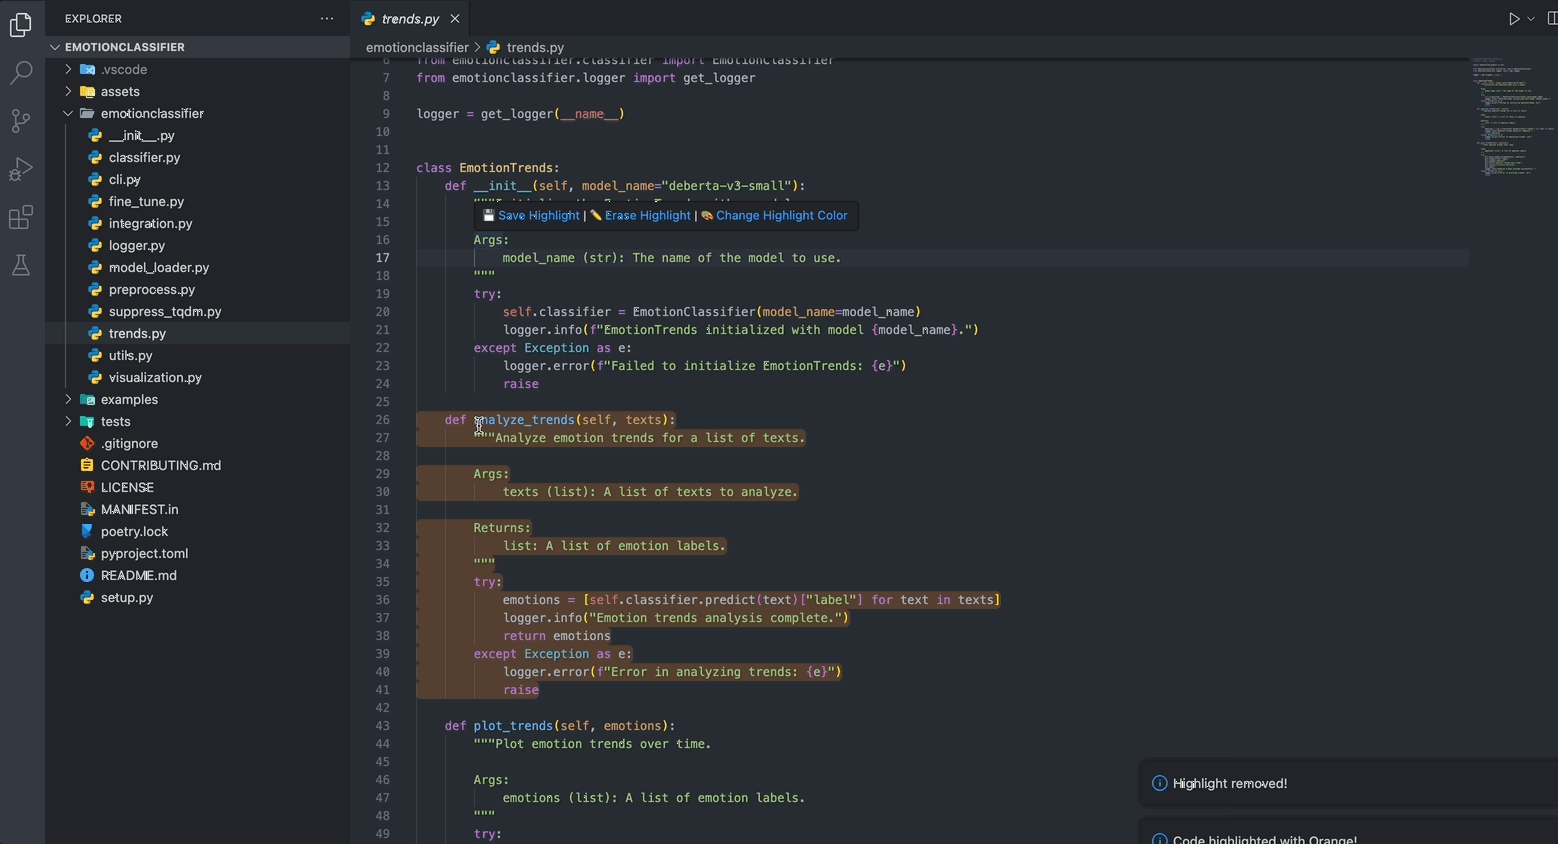 EXPLORER
EMOTIONCLASSIFIER
.vscode
assets
emotionclassifier
__init__.py
classifier.py
cli.py
fine_tune.py
integration.py
logger.py
model_loader.py
preprocess.py
suppress_tqdm.py
trends.py
utils.py
visualization.py
examples
tests
.gitignore
CONTRIBUTING.md
LICENSE
MANIFEST.in
poetry.lock
pyproject.toml
README.md
setup.py
trends.py
emotionclassifier > trends.py
6 from emotionclassifier.classifier import EmotionClassifier
7 from emotionclassifier.logger import get_logger
8
9 logger = get_logger(__name__)
10
11
12 class EmotionTrends:
13 def __init__(self, model_name="deberta-v3-small"):
14
15
💾 Save Highlight | ✏️ Erase Highlight | 🎨 Change Highlight Color
16 Args:
17 model_name (str): The name of the model to use.
18 """
19 try:
20 self.classifier = EmotionClassifier(model_name=model_name)
21 logger.info(f"EmotionTrends initialized with model {model_name}.")
22 except Exception as e:
23 logger.error(f"Failed to initialize EmotionTrends: {e}")
24 raise
25
26 def analyze_trends(self, texts):
27 """Analyze emotion trends for a list of texts.
28
29 Args:
30 texts (list): A list of texts to analyze.
31
32 Returns:
33 list: A list of emotion labels.
34 """
35 try:
36 emotions = [self.classifier.predict(text)["label"] for text in texts]
37 logger.info("Emotion trends analysis complete.")
38 return emotions
39 except Exception as e:
40 logger.error(f"Error in analyzing trends: {e}")
41 raise
42
43 def plot_trends(self, emotions):
44 """Plot emotion trends over time.
45
46 Args:
47 emotions (list): A list of emotion labels.
48 """
49 try:
Highlight removed!
Code highlighted with Orange!